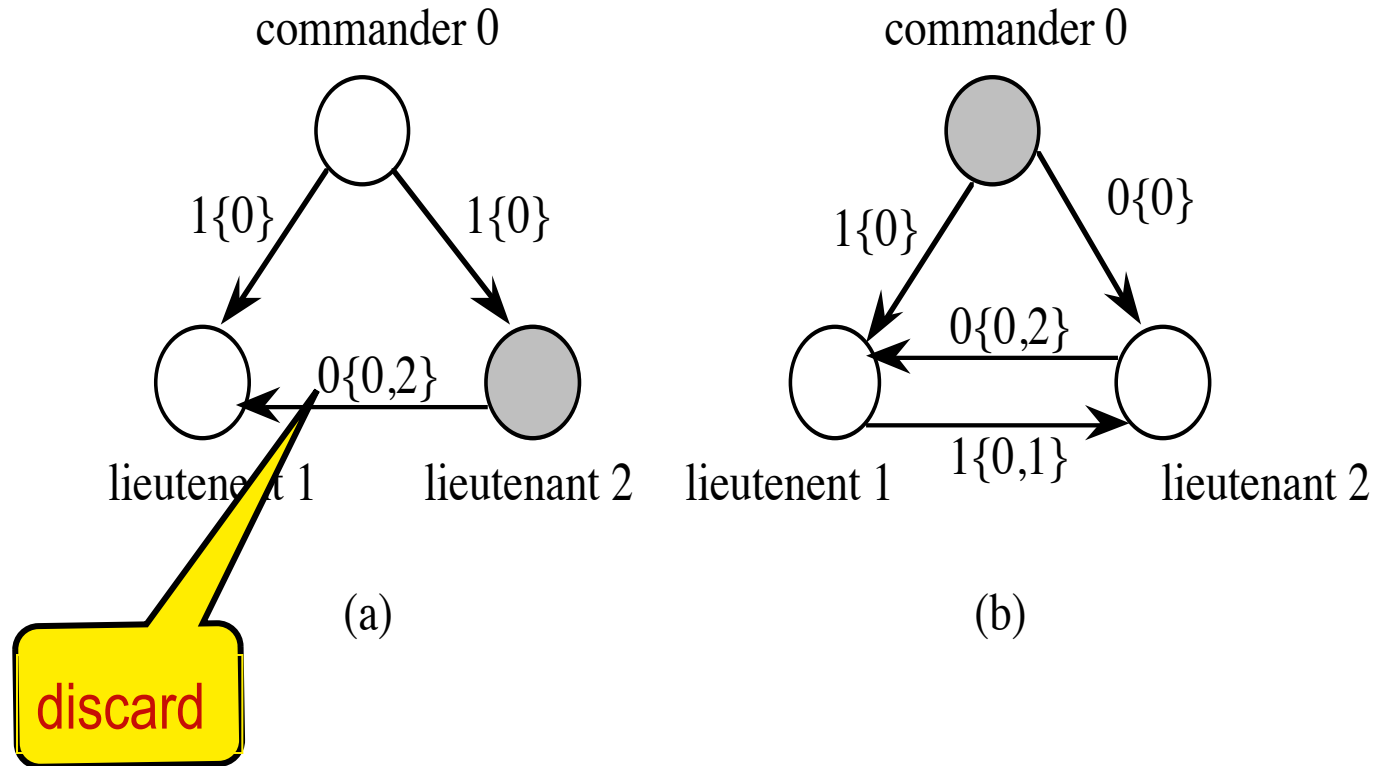 commander 0
commander 0
1{0}
1{0}
1{0}
0{0}
0{0,2}
0{0,2}
1{0,1}
lieutenent 1
lieutenant 2
lieutenent 1
lieutenant 2
(a)
(b)
discard